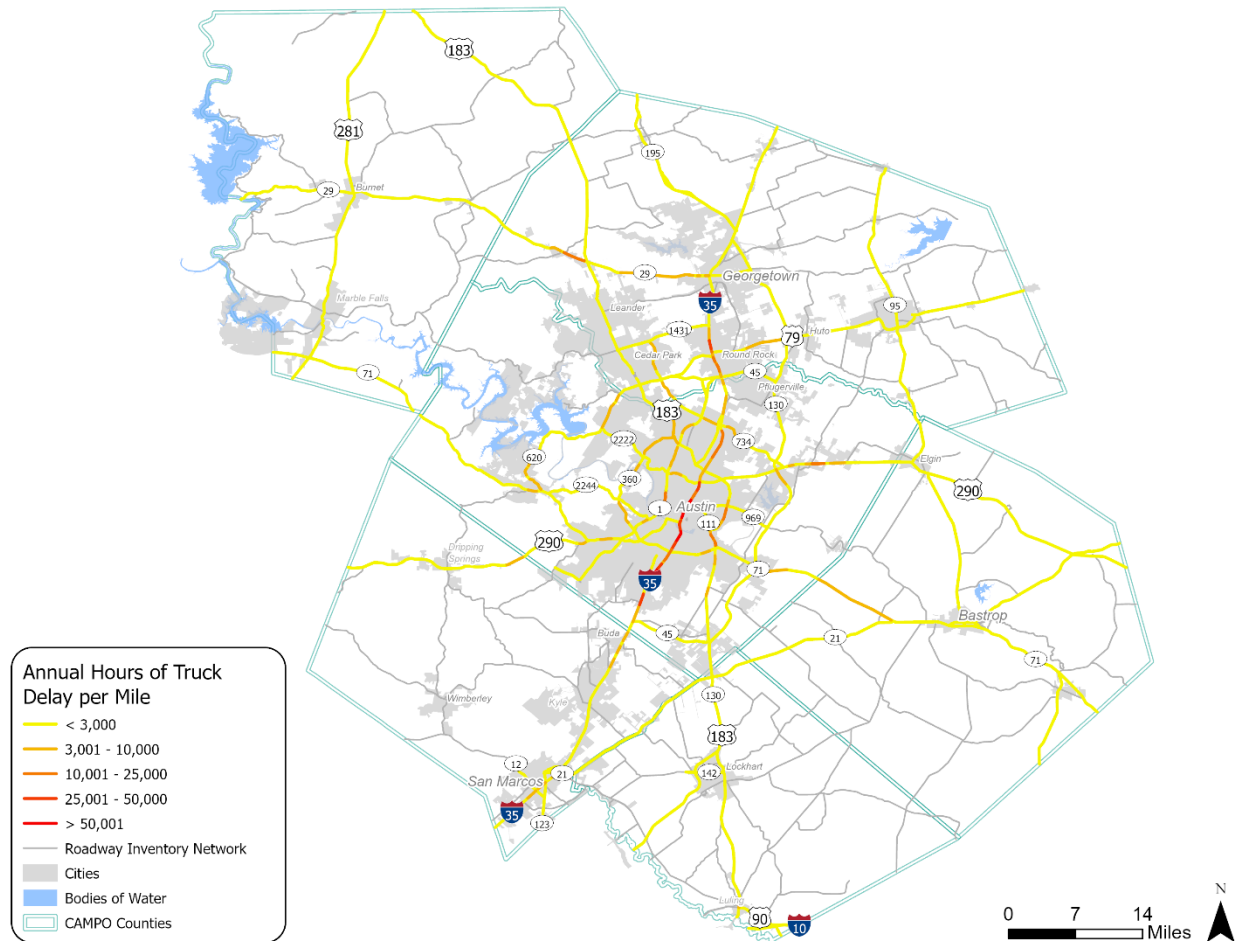 183
281
195
29
Burnet
Georgetown
29
35
Marble Falls
Leander
95
1431
79
Hutto
Cedar Park
Round Rock
71
45
Pflugerville
183
130
2222
734
620
360
Elgin
2244
290
1
Austin
111
969
290
Dripping
Springs
71
35
Bastrop
Buda
45
21
71
Wimberley
Kyle
130
183
12
21
142
Lockhart
San Marcos
35
123
Luling
90
10
Annual Hours of Truck
Delay per Mile
< 3,000
3,001 - 10,000
10,001 - 25,000
25,001 - 50,000
> 50,001
Roadway Inventory Network
Cities
Bodies of Water
CAMPO Counties
N
0 7 14
Miles